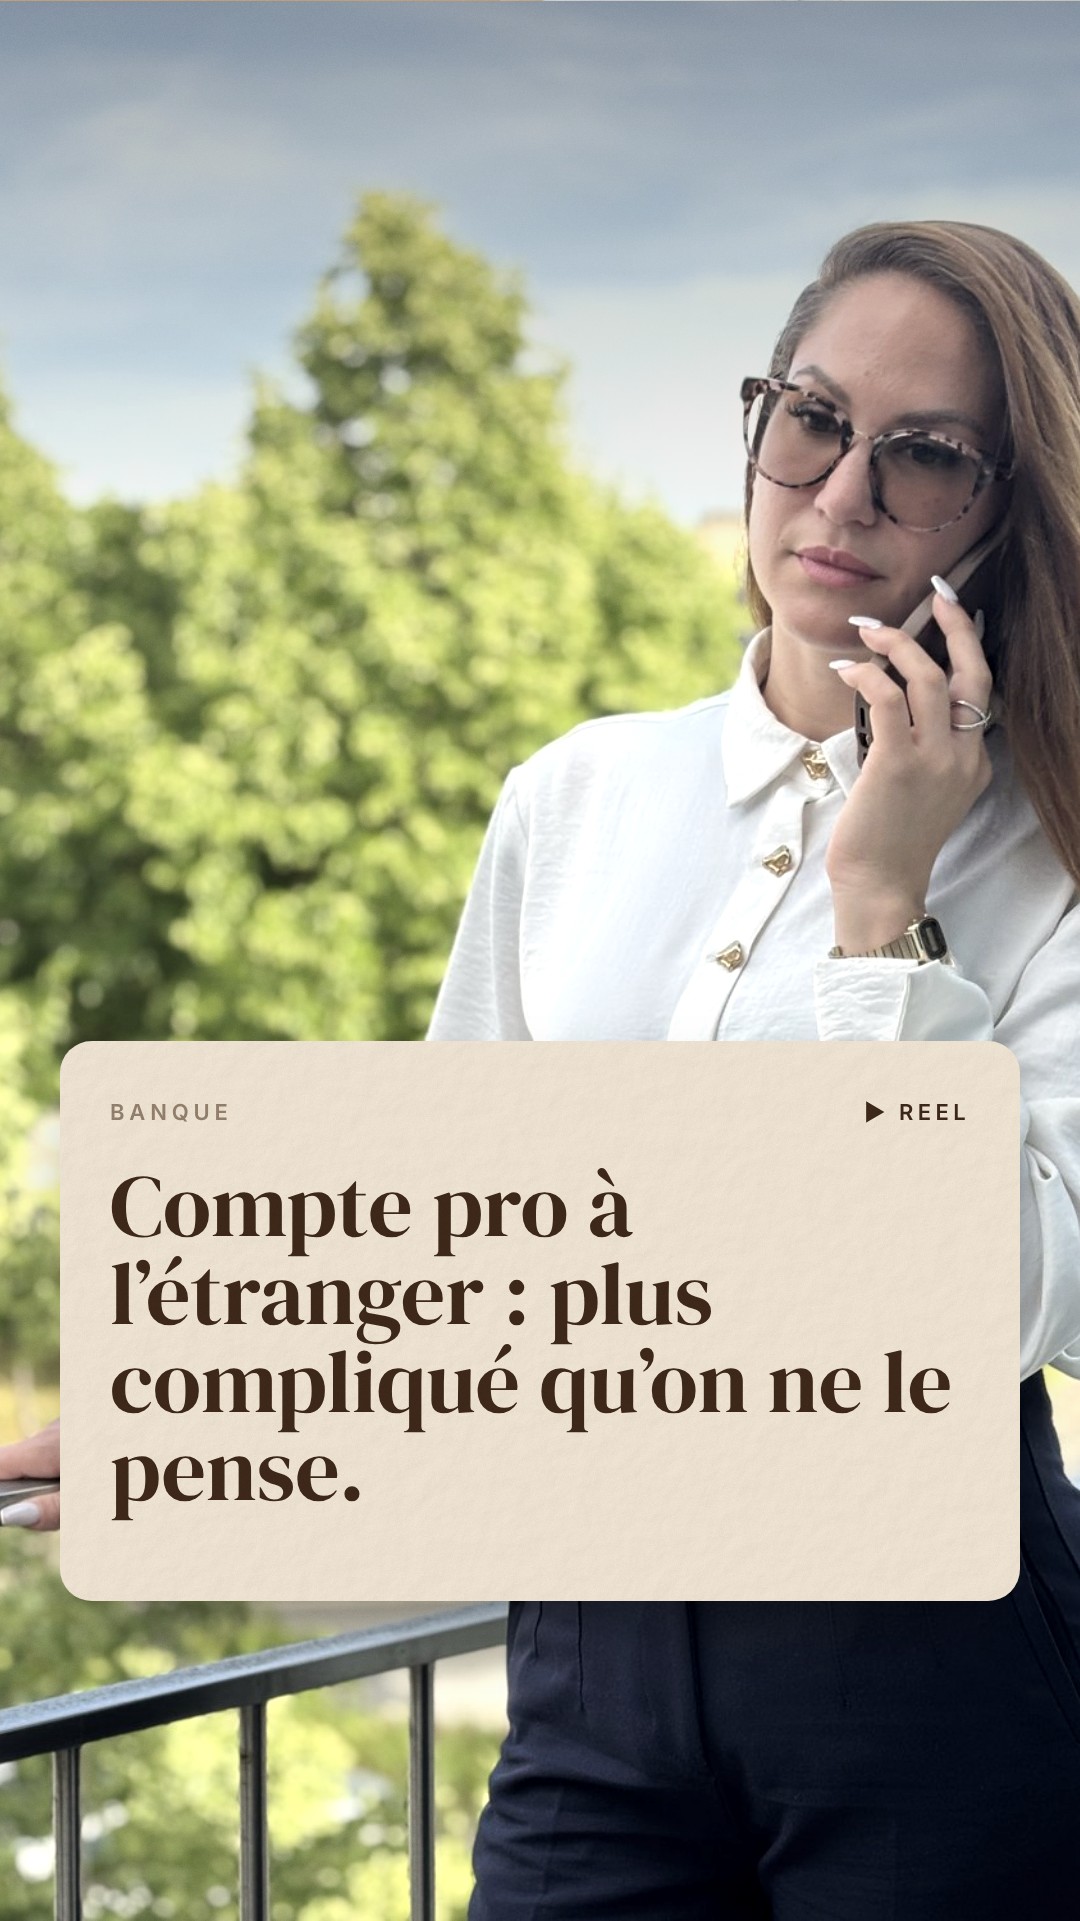 BANQUE
▶ REEL
Compte pro à
l’étranger : plus
compliqué qu’on ne le
pense.